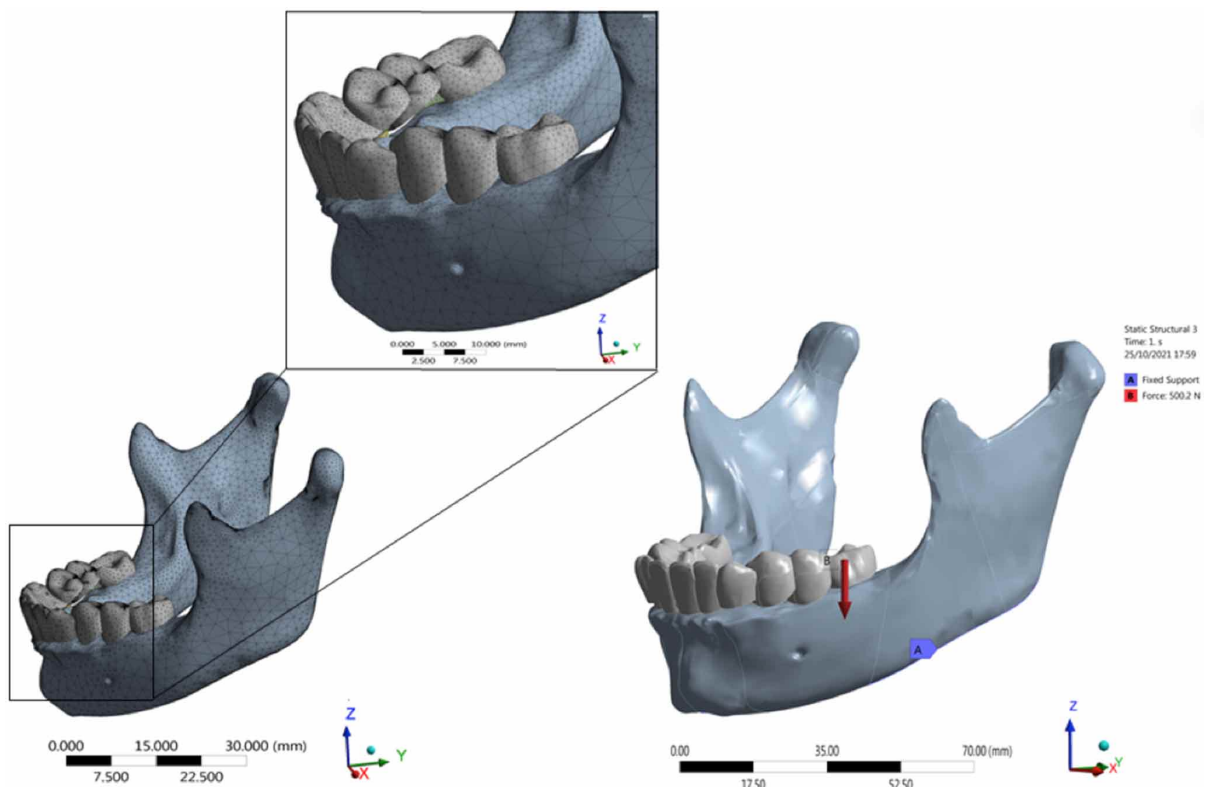 0.000 5.000 10.000 (mm)
2.500 7.500
Z
Y
X
Static Structural 3
Time: 1. s
25/10/2021 17:59
A Fixed Support
B Force: 500.2 N
B
A
0.000 15.000 30.000 (mm)
7.500 22.500
Z
Y
X
0.00 35.00 70.00 (mm)
17.50 52.50
Z
Y
X